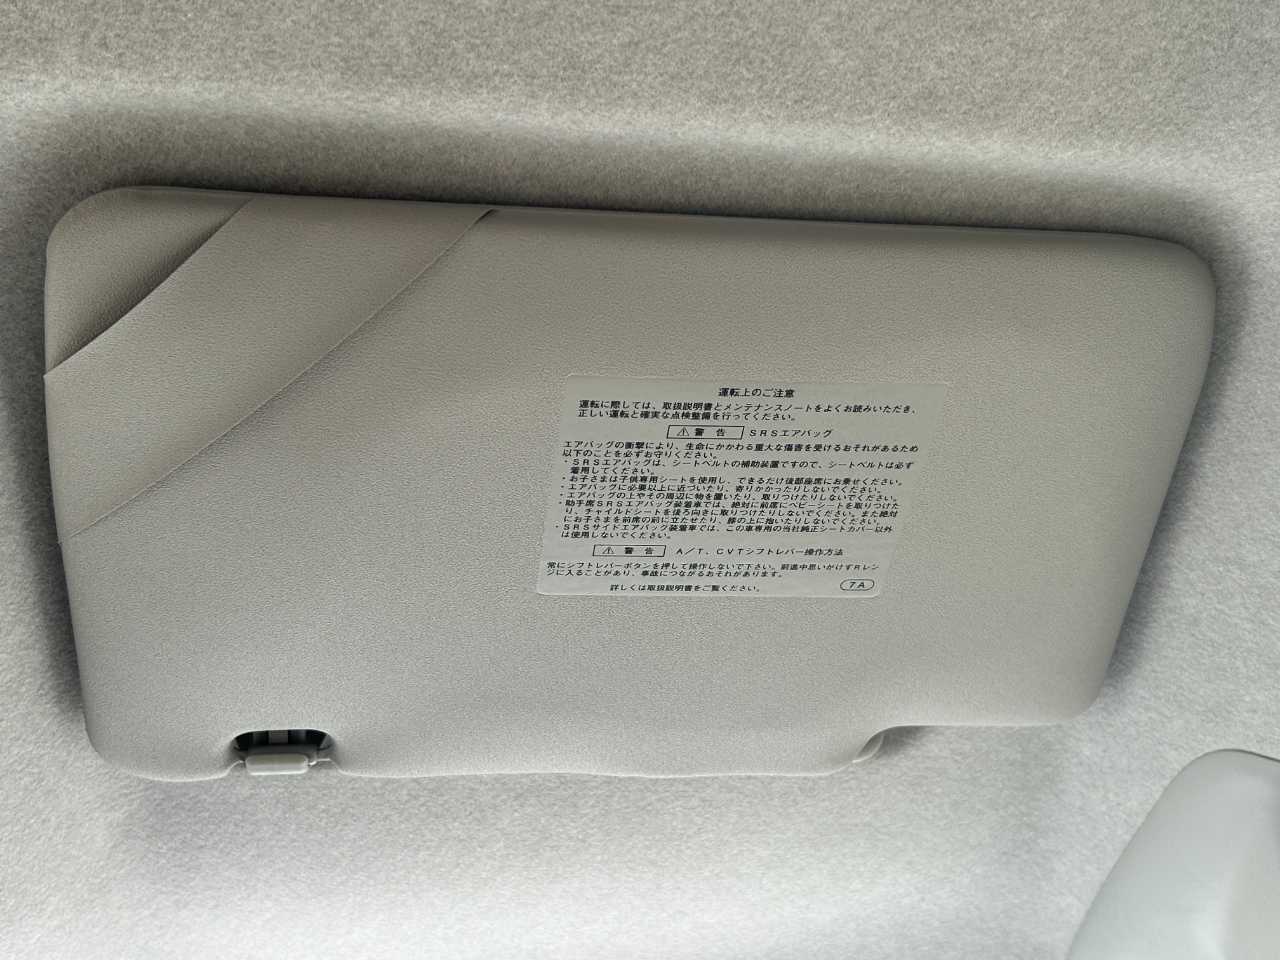 運転上のご注意
運転に際しては、取扱説明書とメンテナンスノートをよくお読みいただき、
正しい運転と確実な点検整備を行ってください。
⚠警告 SRSエアバッグ
エアバッグの衝撃により、生命にかかわる重大な傷害を受けるおそれがあるため
以下のことを必ずお守りください。
・SRSエアバッグは、シートベルトの補助装置ですので、シートベルトは必ず
着用してください。
・お子さまは子供専用シートを使用し、できるだけ後部座席にお乗せください。
・エアバッグに必要以上に近づいたり、寄りかかったりしないでください。
・エアバッグの上やその周辺に物を置いたり、取りつけたりしないでください。
・助手席SRSエアバッグ装着車では、絶対に前席にベビーシートを取りつけた
り、チャイルドシートを後ろ向きに取りつけたりしないでください。また絶対
にお子さまを前席の前に立たせたり、膝の上に抱いたりしないでください。
・SRSサイドエアバッグ装着車では、この車専用の当社純正シートカバー以外
は使用しないでください。
⚠警告 A/T、CVTシフトレバー操作方法
常にシフトレバーボタンを押して操作しないで下さい。前進中思いがけずRレン
ジに入ることがあり、事故につながるおそれがあります。
詳しくは取扱説明書をご覧ください。
7A